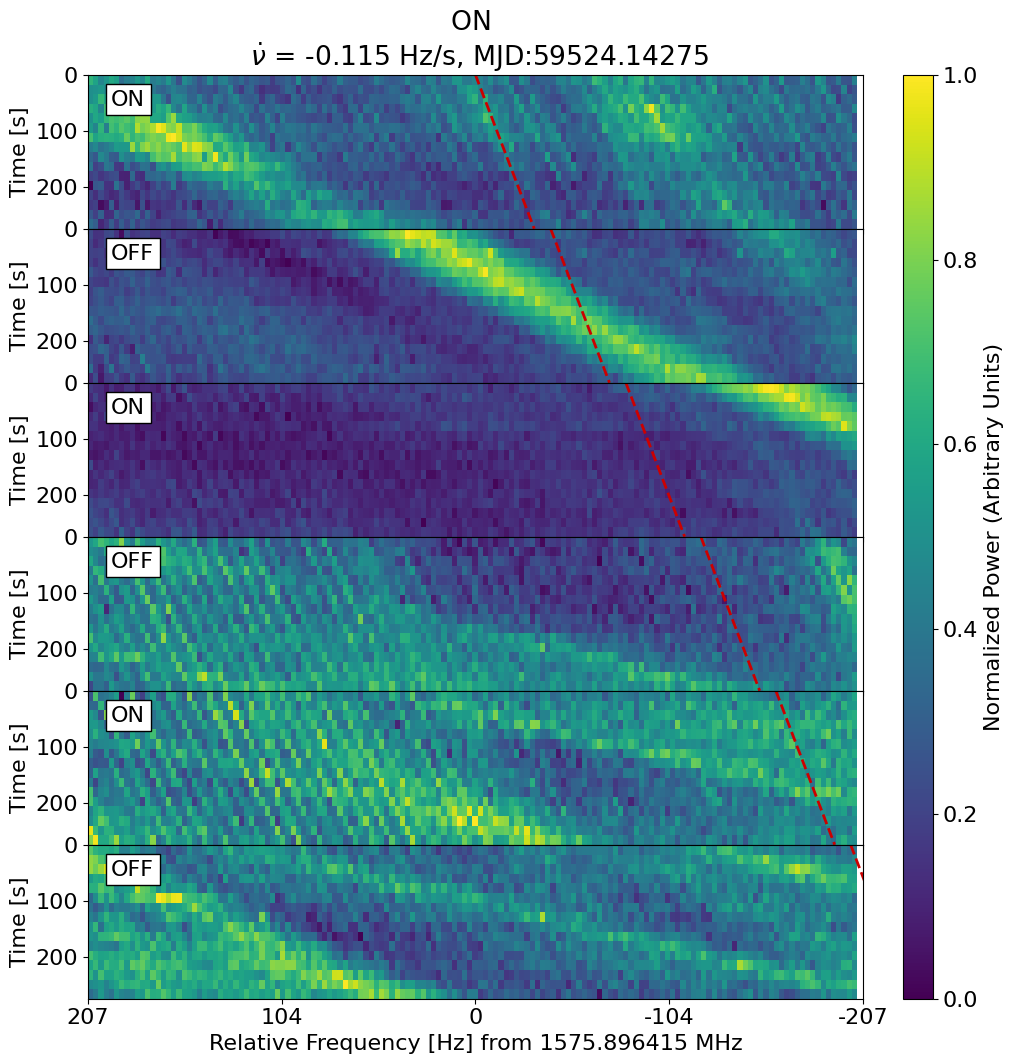 ON
ν̇ = -0.115 Hz/s, MJD:59524.14275
0
100
200
Time [s]
ON
0
100
200
Time [s]
OFF
0
100
200
Time [s]
ON
0
100
200
Time [s]
OFF
0
100
200
Time [s]
ON
0
100
200
Time [s]
OFF
207 104 0 -104 -207
Relative Frequency [Hz] from 1575.896415 MHz
1.0
0.8
0.6
0.4
0.2
0.0
Normalized Power (Arbitrary Units)